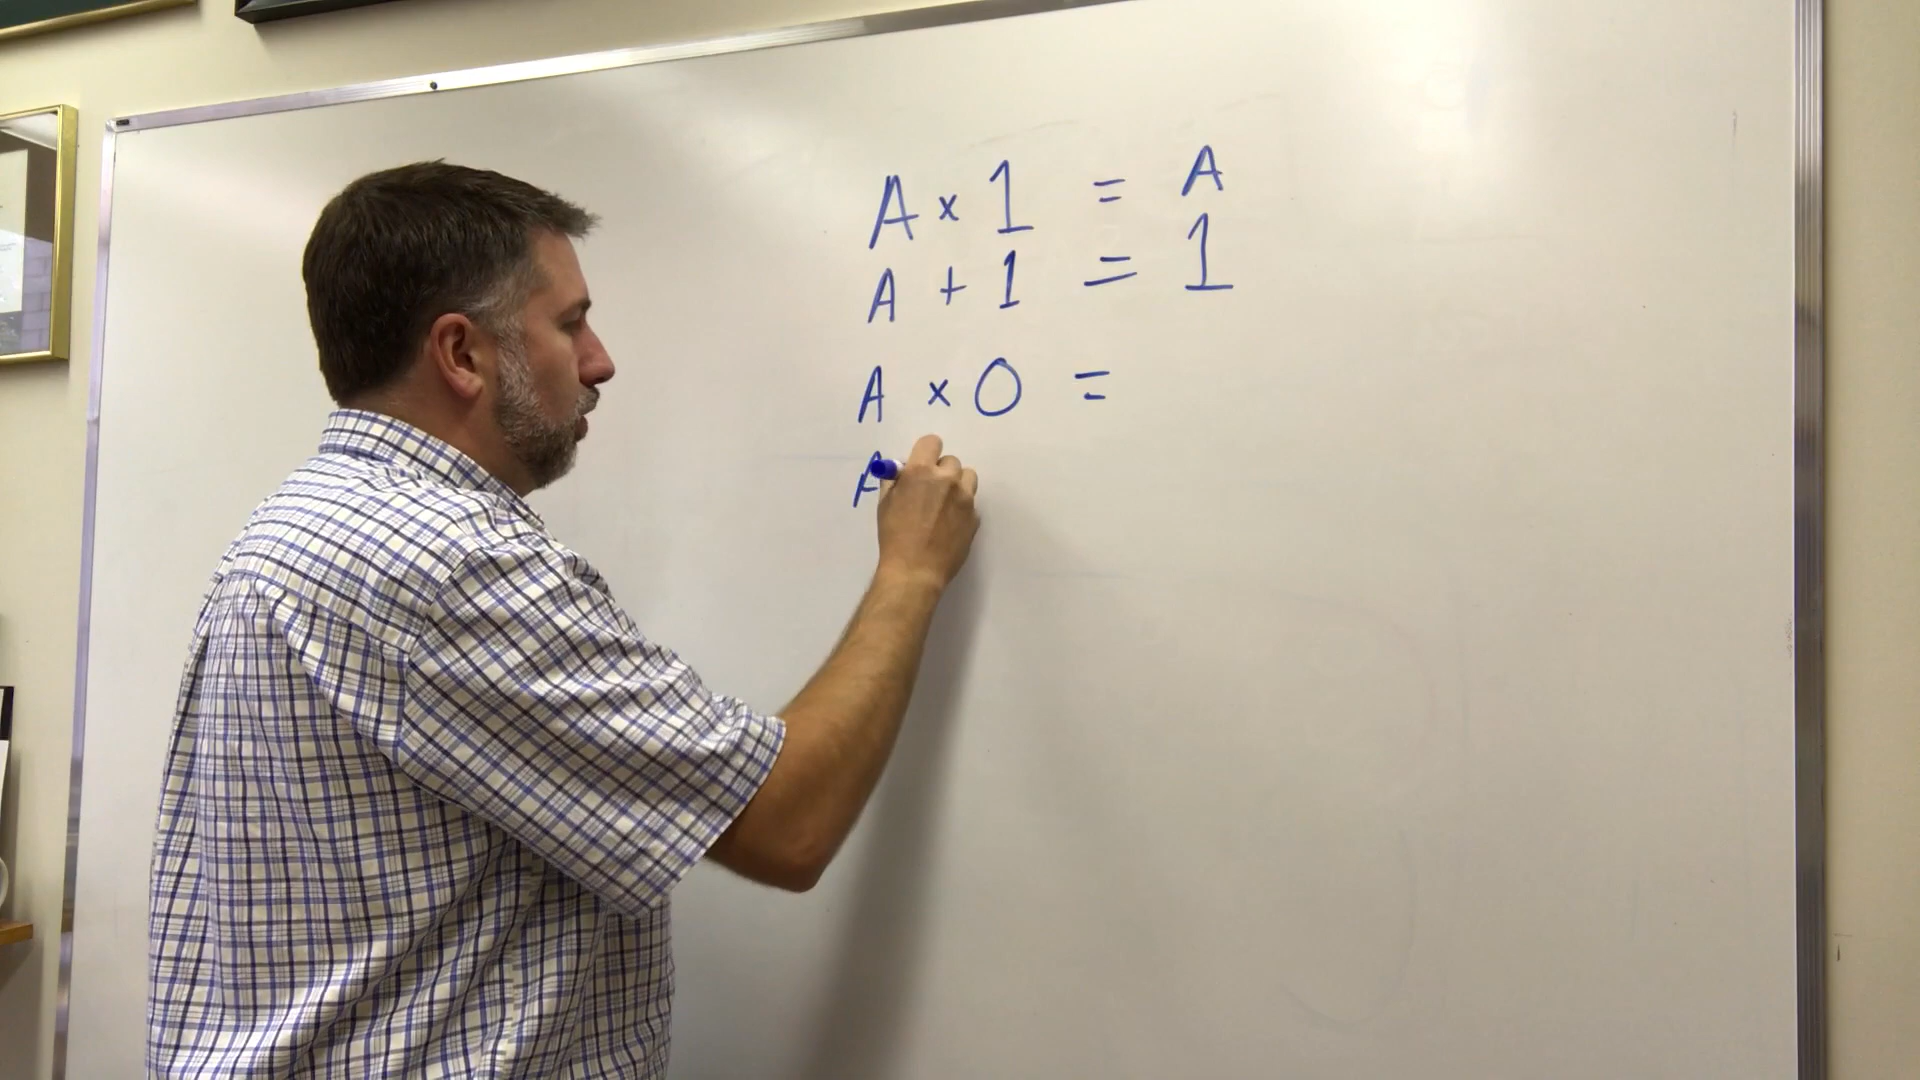 A × 1 = A
A + 1 = 1
A × 0 =
A